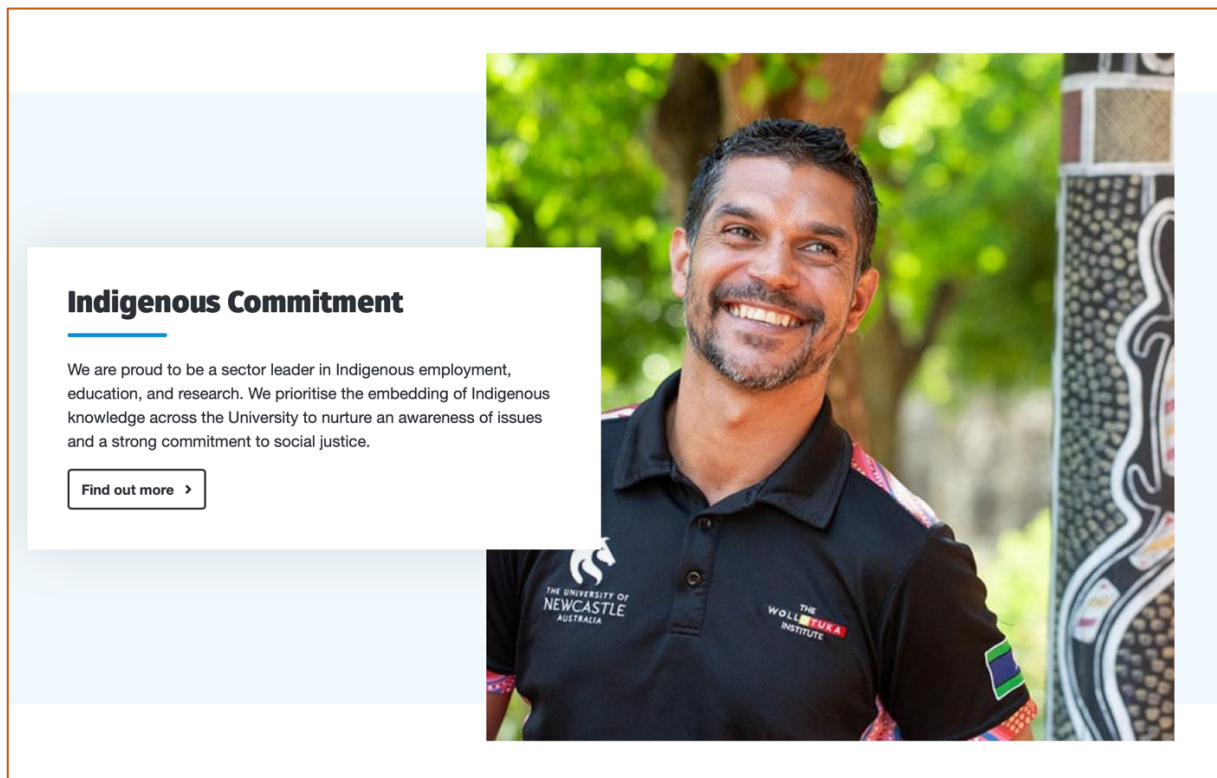 Indigenous Commitment
We are proud to be a sector leader in Indigenous employment,
education, and research. We prioritise the embedding of Indigenous
knowledge across the University to nurture an awareness of issues
and a strong commitment to social justice.
Find out more
THE UNIVERSITY OF
NEWCASTLE
AUSTRALIA
THE
WOLLOTUKA
INSTITUTE